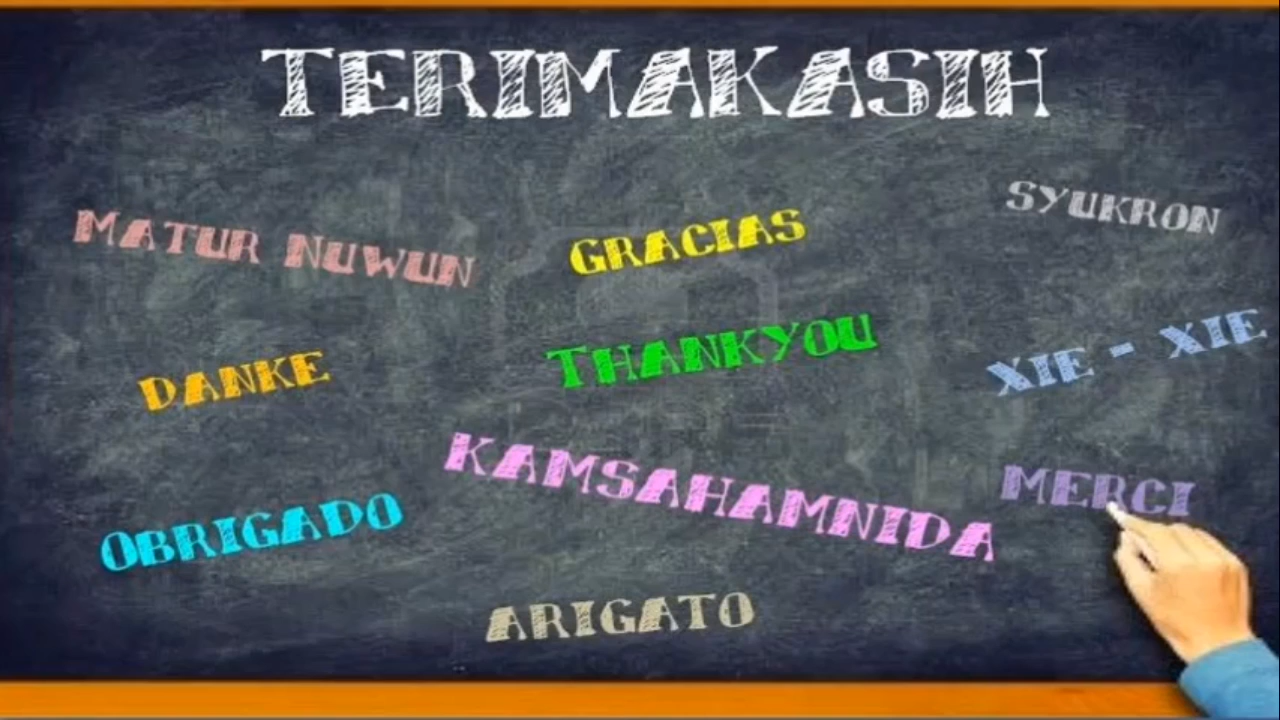 TERIMAKASIH
SYUKRON
MATUR NUWUN
GRACIAS
THANKYOU
XIE - XIE
DANKE
KAMSAHAMNIDA
MERCI
OBRIGADO
ARIGATO